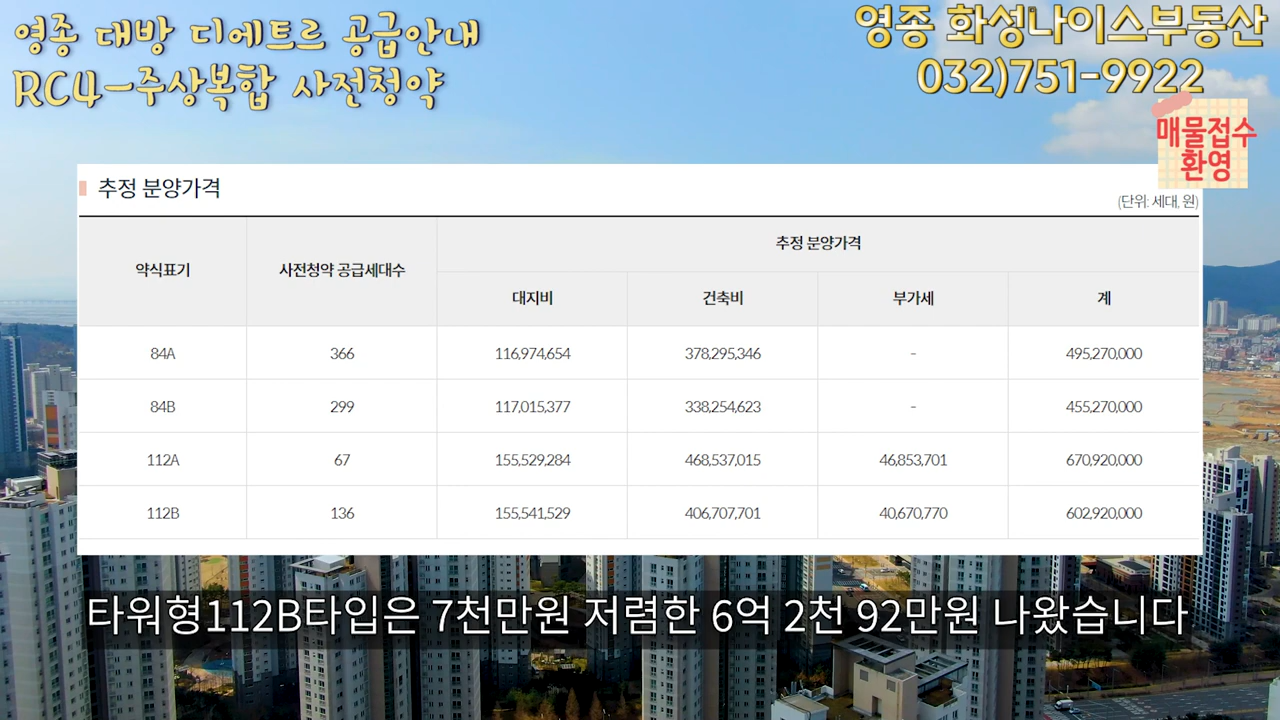 영종 대방 디에트르 공급안내
RC4-주상복합 사전청약
영종 화성나이스부동산
032)751-9922
매물접수
환영
추정 분양가격
(단위: 세대, 원)
약식표기 사전청약 공급세대수 추정 분양가격
대지비 건축비 부가세 계
84A 366 116,974,654 378,295,346 - 495,270,000
84B 299 117,015,377 338,254,623 - 455,270,000
112A 67 155,529,284 468,537,015 46,853,701 670,920,000
112B 136 155,541,529 406,707,701 40,670,770 602,920,000
타워형112B타입은 7천만원 저렴한 6억 2천 92만원 나왔습니다